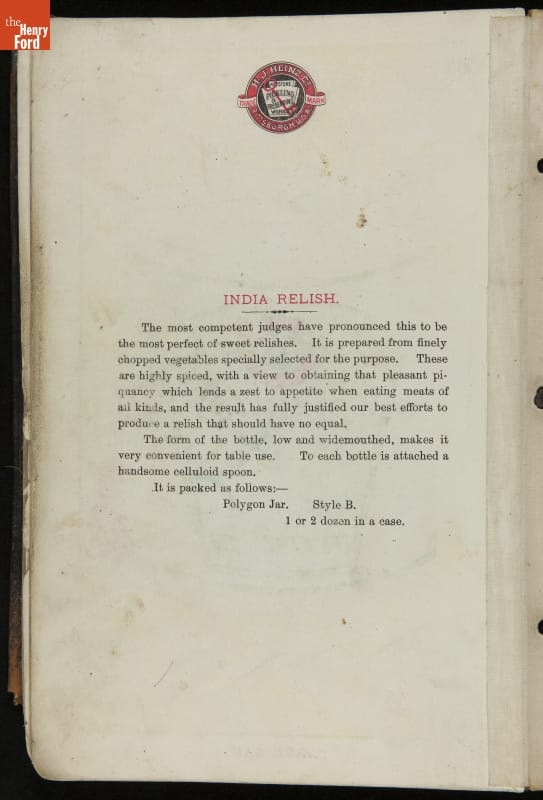 the
Henry
Ford
H. J. HEINZ CO.
KEYSTONE
PICKLING
&
PRESERVING
WORKS
TRADE MARK
PITTSBURGH U.S.A.
INDIA RELISH.
The most competent judges have pronounced this to be
the most perfect of sweet relishes. It is prepared from finely
chopped vegetables specially selected for the purpose. These
are highly spiced, with a view to obtaining that pleasant pi-
quancy which lends a zest to appetite when eating meats of
all kinds, and the result has fully justified our best efforts to
produce a relish that should have no equal.
The form of the bottle, low and widemouthed, makes it
very convenient for table use. To each bottle is attached a
handsome celluloid spoon.
It is packed as follows:—
Polygon Jar. Style B.
1 or 2 dozen in a case.